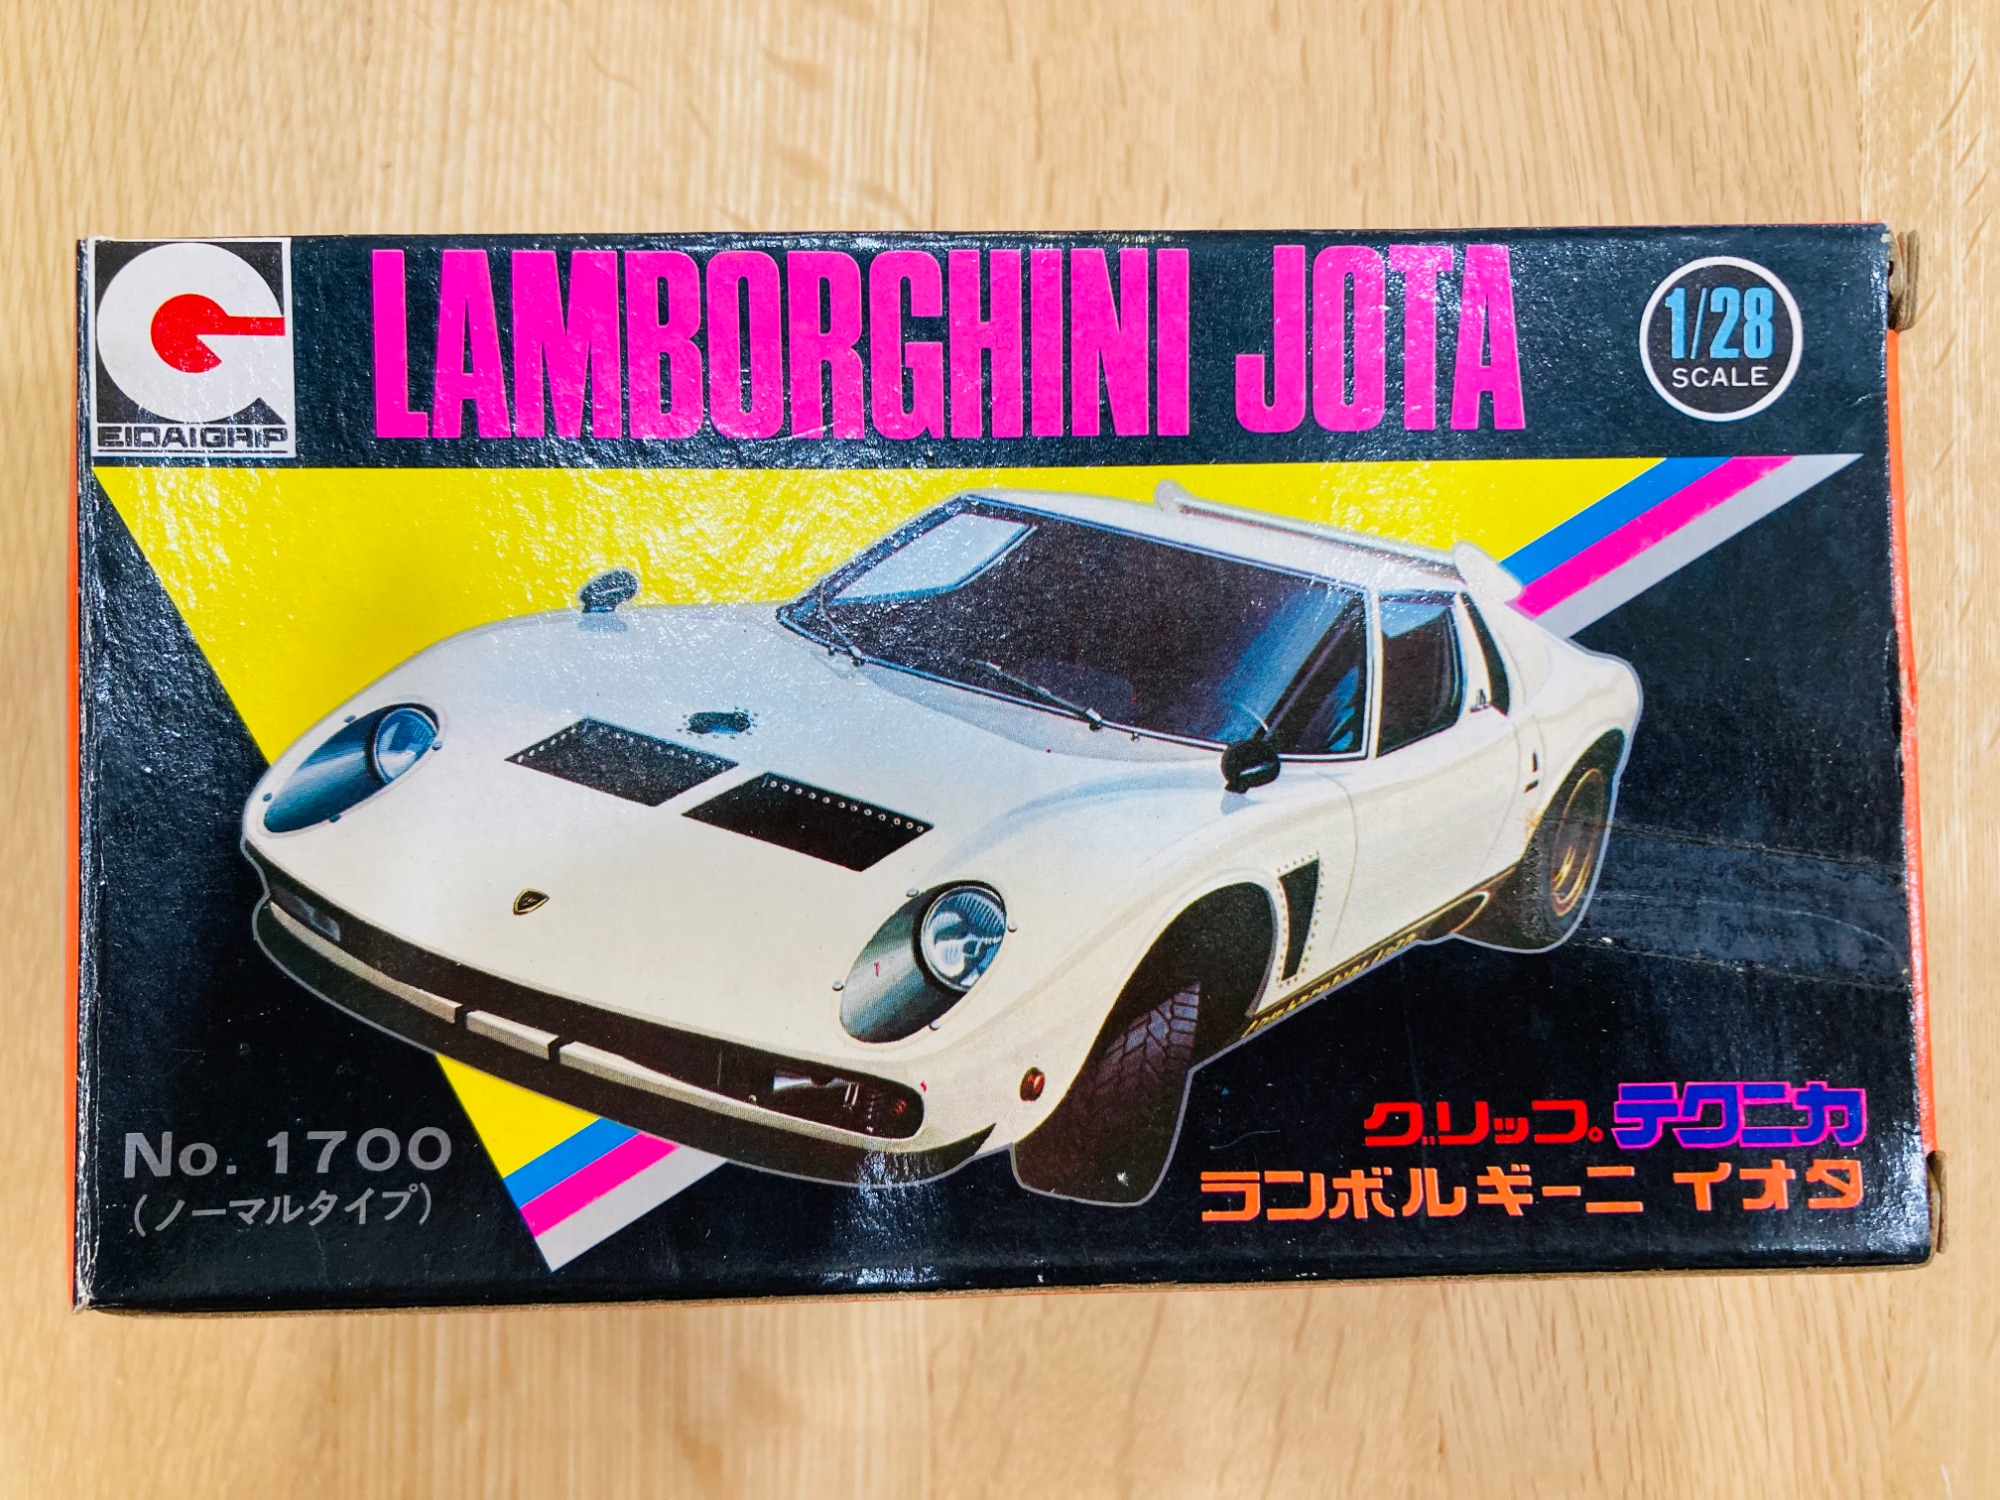 EIDAIGRIP
LAMBORGHINI JOTA
1/28
SCALE
No. 1700
(ノーマルタイプ)
グリップ テクニカ
ランボルギーニ イオタ